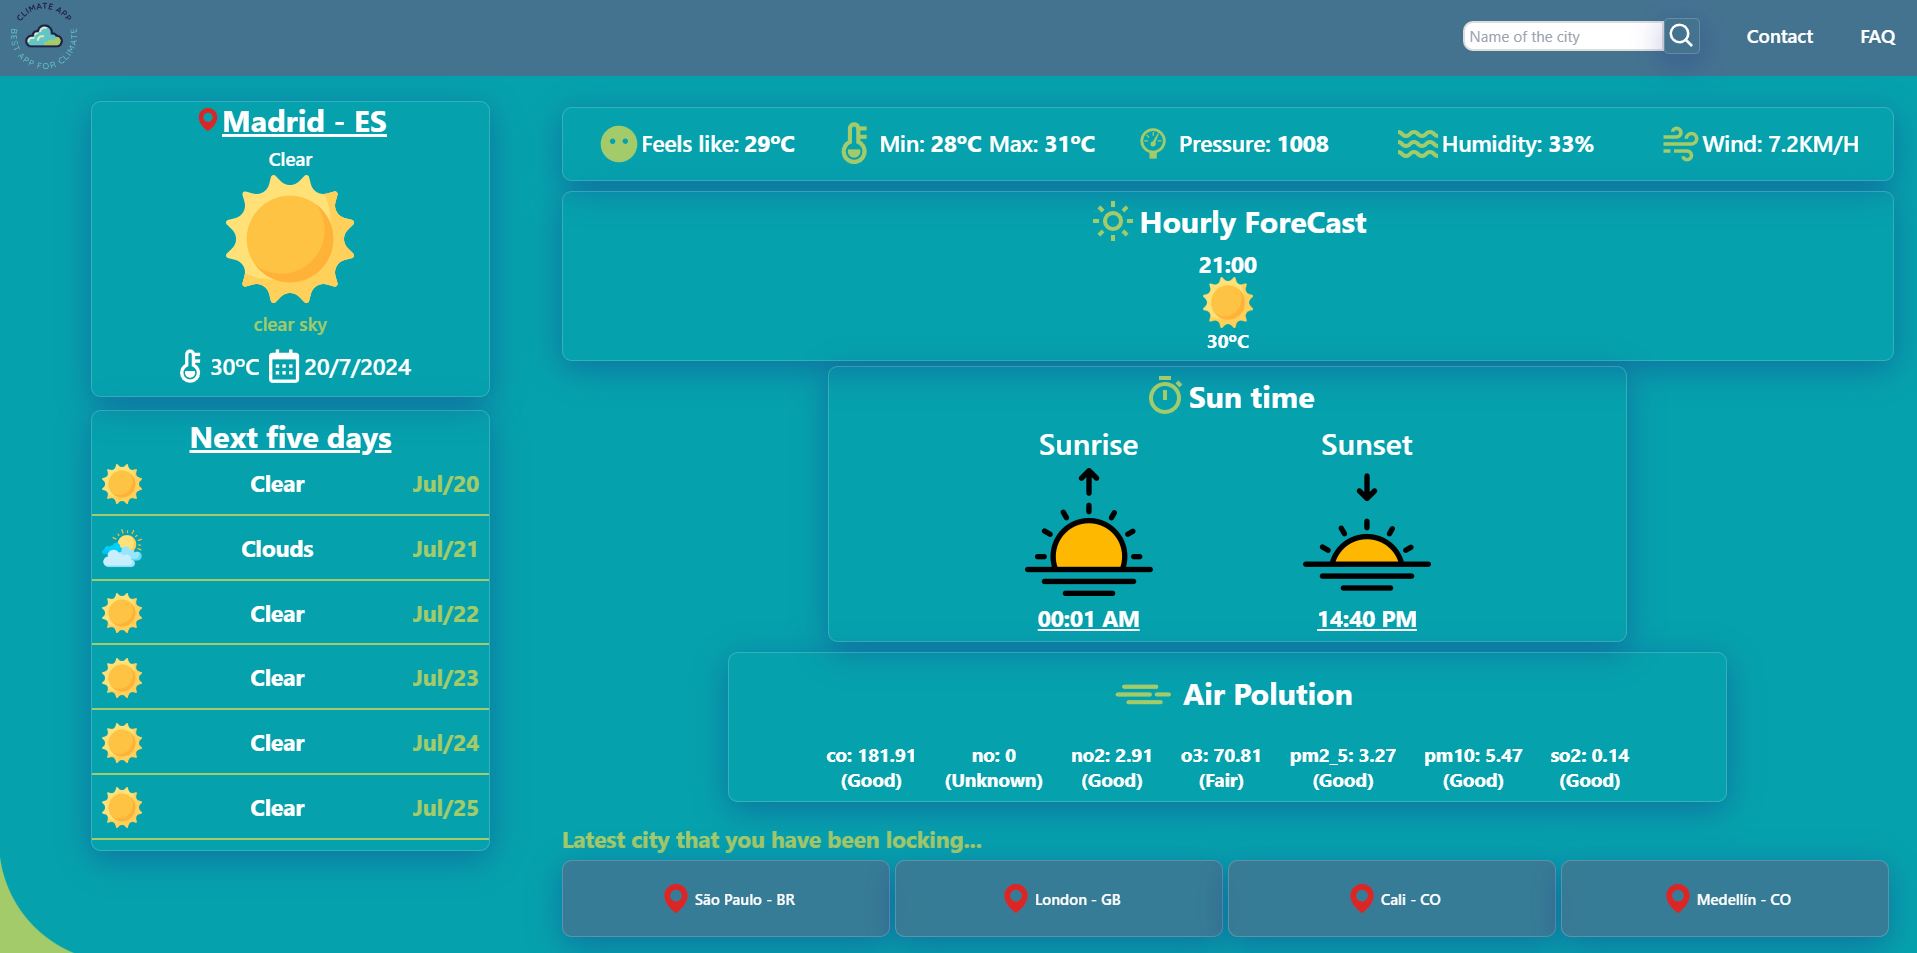 CLIMATE APP
BEST APP FOR CLIMATE
Name of the city
Contact
FAQ
Madrid - ES
Clear
clear sky
30ºC 20/7/2024
Next five days
Clear Jul/20
Clouds Jul/21
Clear Jul/22
Clear Jul/23
Clear Jul/24
Clear Jul/25
Feels like: 29ºC Min: 28ºC Max: 31ºC Pressure: 1008 Humidity: 33% Wind: 7.2KM/H
Hourly ForeCast
21:00
30ºC
Sun time
Sunrise Sunset
00:01 AM 14:40 PM
Air Polution
co: 181.91 no: 0 no2: 2.91 o3: 70.81 pm2_5: 3.27 pm10: 5.47 so2: 0.14
(Good) (Unknown) (Good) (Fair) (Good) (Good) (Good)
Latest city that you have been locking...
São Paulo - BR London - GB Cali - CO Medellín - CO